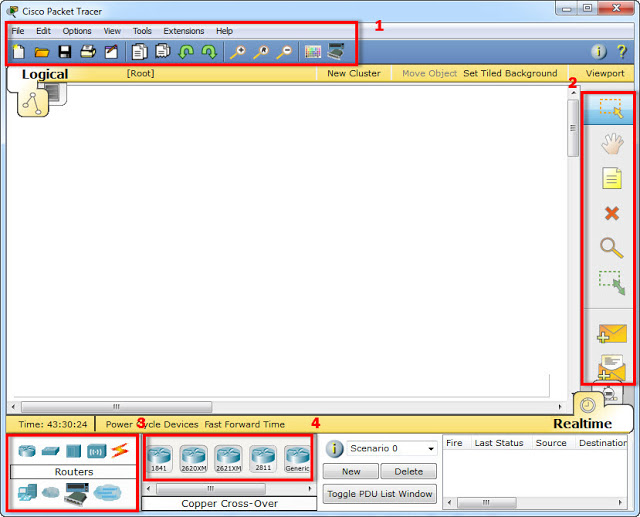 Cisco Packet Tracer
1
File Edit Options View Tools Extensions Help
Logical [Root] New Cluster Move Object Set Tiled Background Viewport
2
Time: 43:30:24 Power Cycle Devices Fast Forward Time Realtime
3 4
1841 2620XM 2621XM 2811 Generic
Routers
Copper Cross-Over
Scenario 0
New Delete
Toggle PDU List Window
Fire Last Status Source Destination